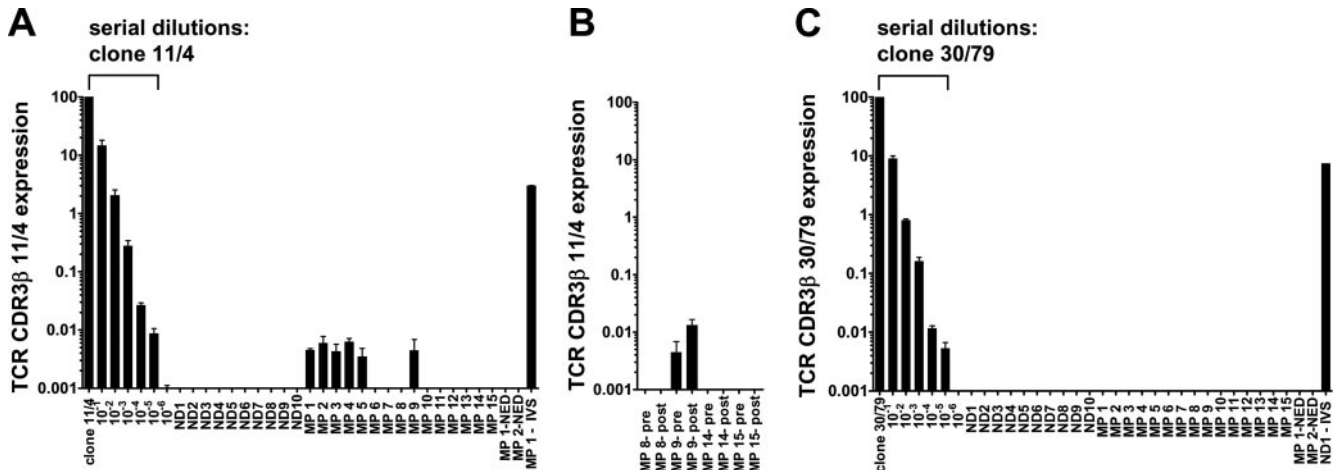 A
serial dilutions:
clone 11/4
TCR CDR3β 11/4 expression
100
10
1
0.1
0.01
0.001
clone 11/4
10-1
10-2
10-3
10-4
10-5
10-6
ND1
ND2
ND3
ND4
ND5
ND6
ND7
ND8
ND9
ND10
MP 1
MP 2
MP 3
MP 4
MP 5
MP 6
MP 7
MP 8
MP 9
MP 10
MP 11
MP 12
MP 13
MP 14
MP 15
MP 1-NED
MP 2-NED
MP 1 - IVS
B
TCR CDR3β 11/4 expression
100
10
1
0.1
0.01
0.001
MP 8- pre
MP 8- post
MP 9- pre
MP 9- post
MP 14- pre
MP 14- post
MP 15- pre
MP 15- post
C
serial dilutions:
clone 30/79
TCR CDR3β 30/79 expression
100
10
1
0.1
0.01
0.001
clone 30/79
10-1
10-2
10-3
10-4
10-5
10-6
ND1
ND2
ND3
ND4
ND5
ND6
ND7
ND8
ND9
ND10
MP 1
MP 2
MP 3
MP 4
MP 5
MP 6
MP 7
MP 8
MP 9
MP 10
MP 11
MP 12
MP 13
MP 14
MP 15
MP 1-NED
MP 2-NED
ND1 - IVS